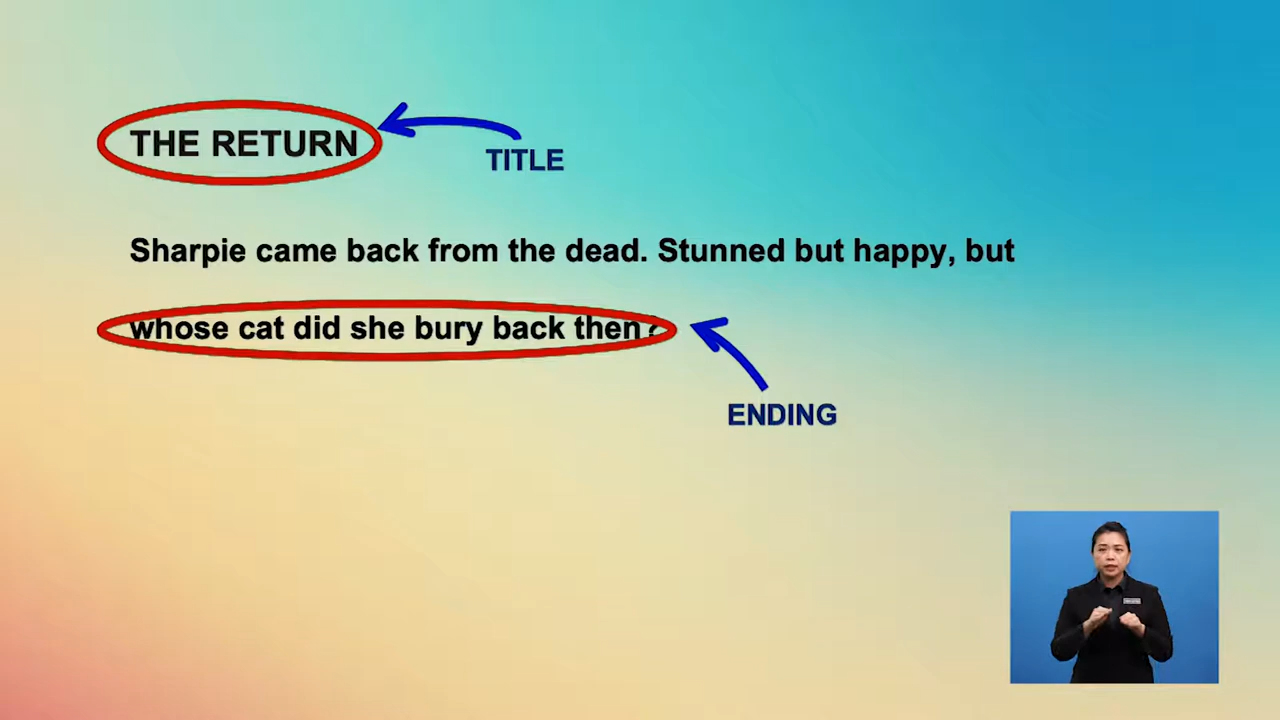 THE RETURN
TITLE
Sharpie came back from the dead. Stunned but happy, but
whose cat did she bury back then?
ENDING